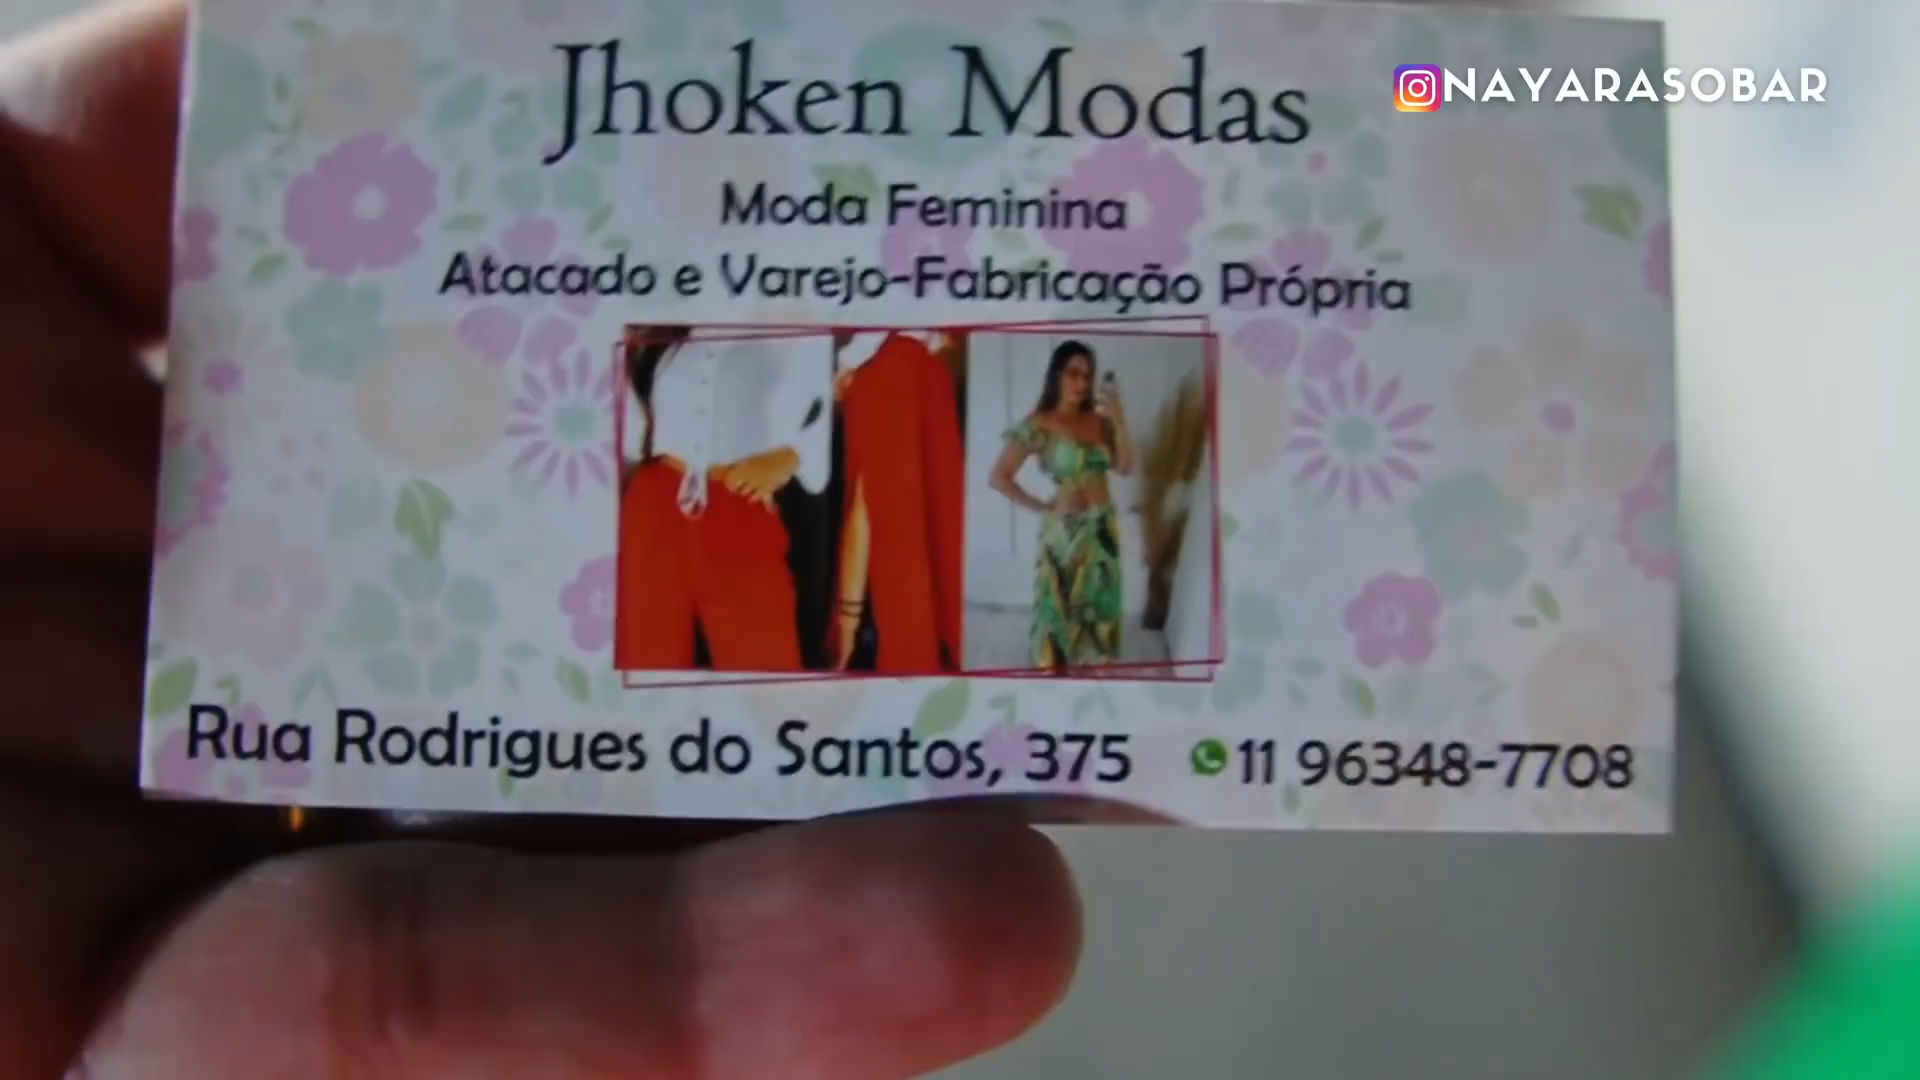 Jhoken Modas
NAYARASOBAR
Moda Feminina
Atacado e Varejo-Fabricação Própria
Rua Rodrigues do Santos, 375
11 96348-7708